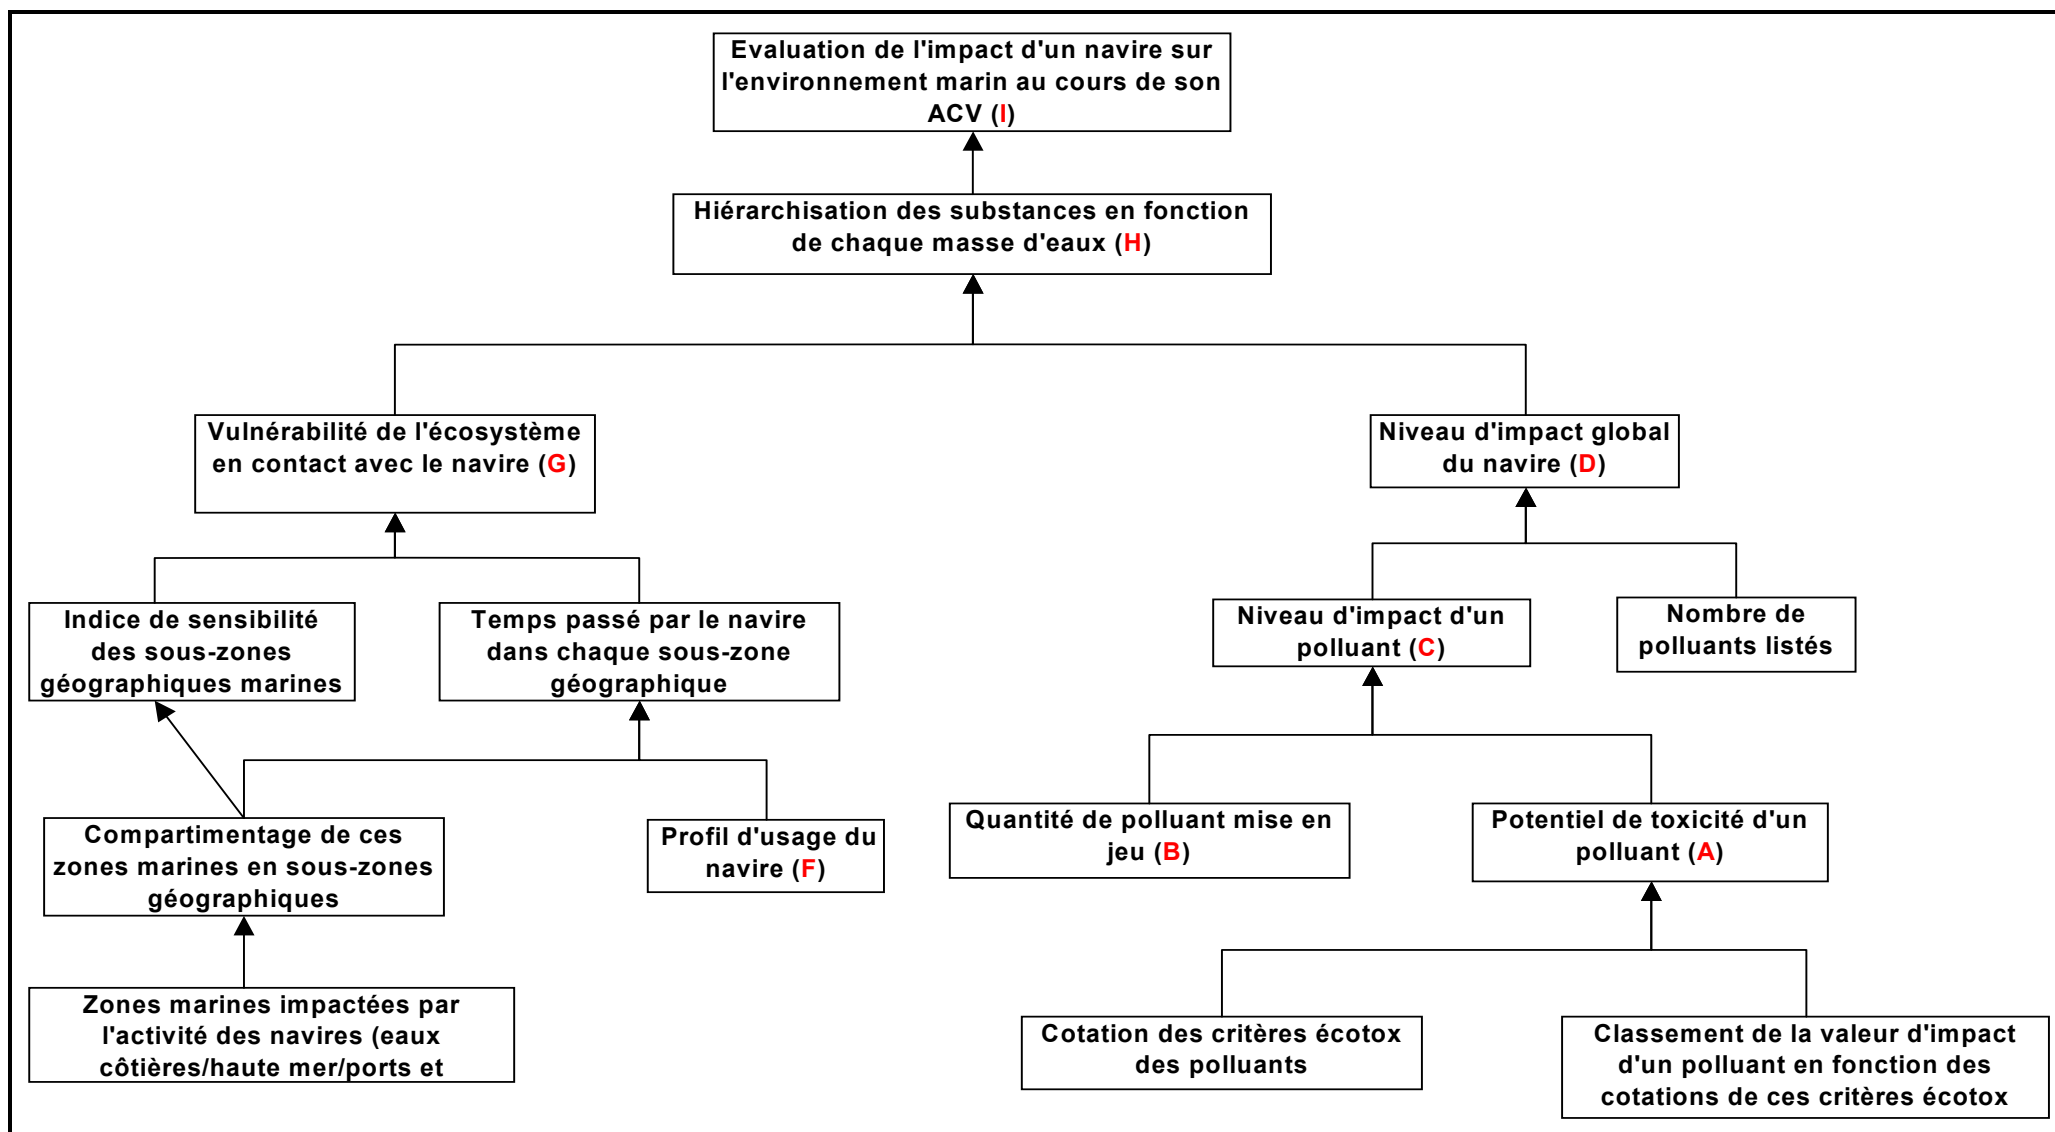 Evaluation de l'impact d'un navire sur
l'environnement marin au cours de son
ACV (I)
Hiérarchisation des substances en fonction
de chaque masse d'eaux (H)
Vulnérabilité de l'écosystème
en contact avec le navire (G)
Niveau d'impact global
du navire (D)
Indice de sensibilité
des sous-zones
géographiques marines
Temps passé par le navire
dans chaque sous-zone
géographique
Niveau d'impact d'un
polluant (C)
Nombre de
polluants listés
Compartimentage de ces
zones marines en sous-zones
géographiques
Profil d'usage du
navire (F)
Quantité de polluant mise en
jeu (B)
Potentiel de toxicité d'un
polluant (A)
Zones marines impactées par
l'activité des navires (eaux
côtières/haute mer/ports et
Cotation des critères écotox
des polluants
Classement de la valeur d'impact
d'un polluant en fonction des
cotations de ces critères écotox